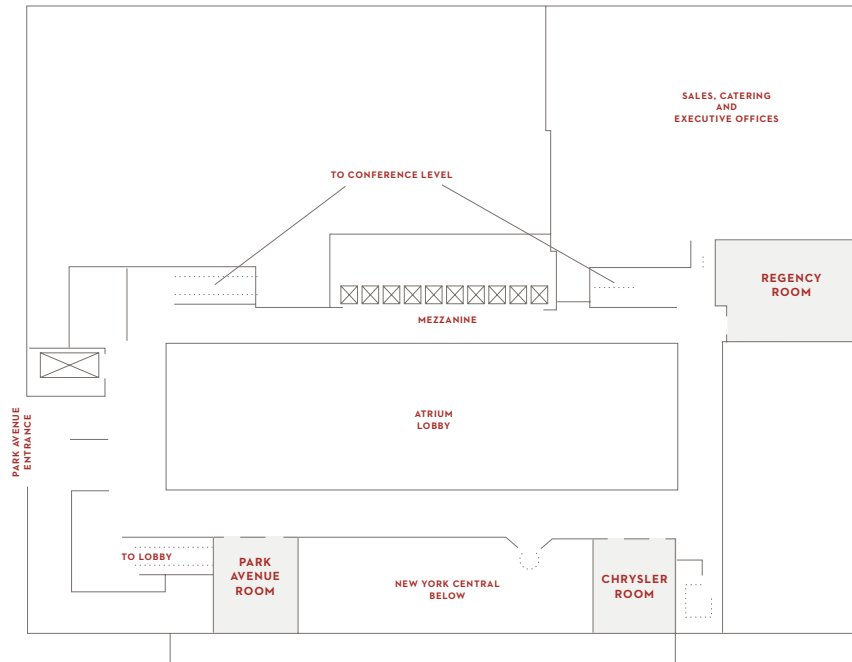 SALES, CATERING
AND
EXECUTIVE OFFICES
TO CONFERENCE LEVEL
REGENCY
ROOM
MEZZANINE
ATRIUM
LOBBY
PARK AVENUE
ENTRANCE
TO LOBBY
PARK
AVENUE
ROOM
NEW YORK CENTRAL
BELOW
CHRYSLER
ROOM